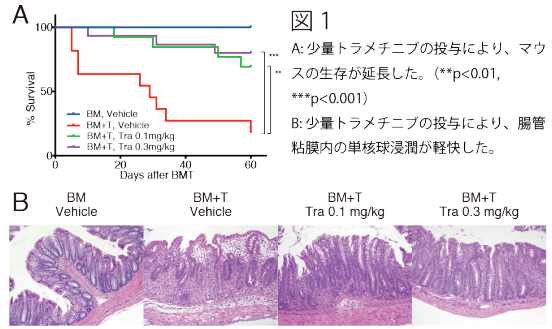 A
図1
100
50
0
% Survival
0
20
40
60
Days after BMT
BM, Vehicle
BM+T, Vehicle
BM+T, Tra 0.1mg/kg
BM+T, Tra 0.3mg/kg
***
**
A: 少量トラメチニブの投与により、マウ
スの生存が延長した。（**p<0.01,
***p<0.001）
B: 少量トラメチニブの投与により、腸管
粘膜内の単核球浸潤が軽快した。
B
BM
Vehicle
BM+T
Vehicle
BM+T
Tra 0.1 mg/kg
BM+T
Tra 0.3 mg/kg